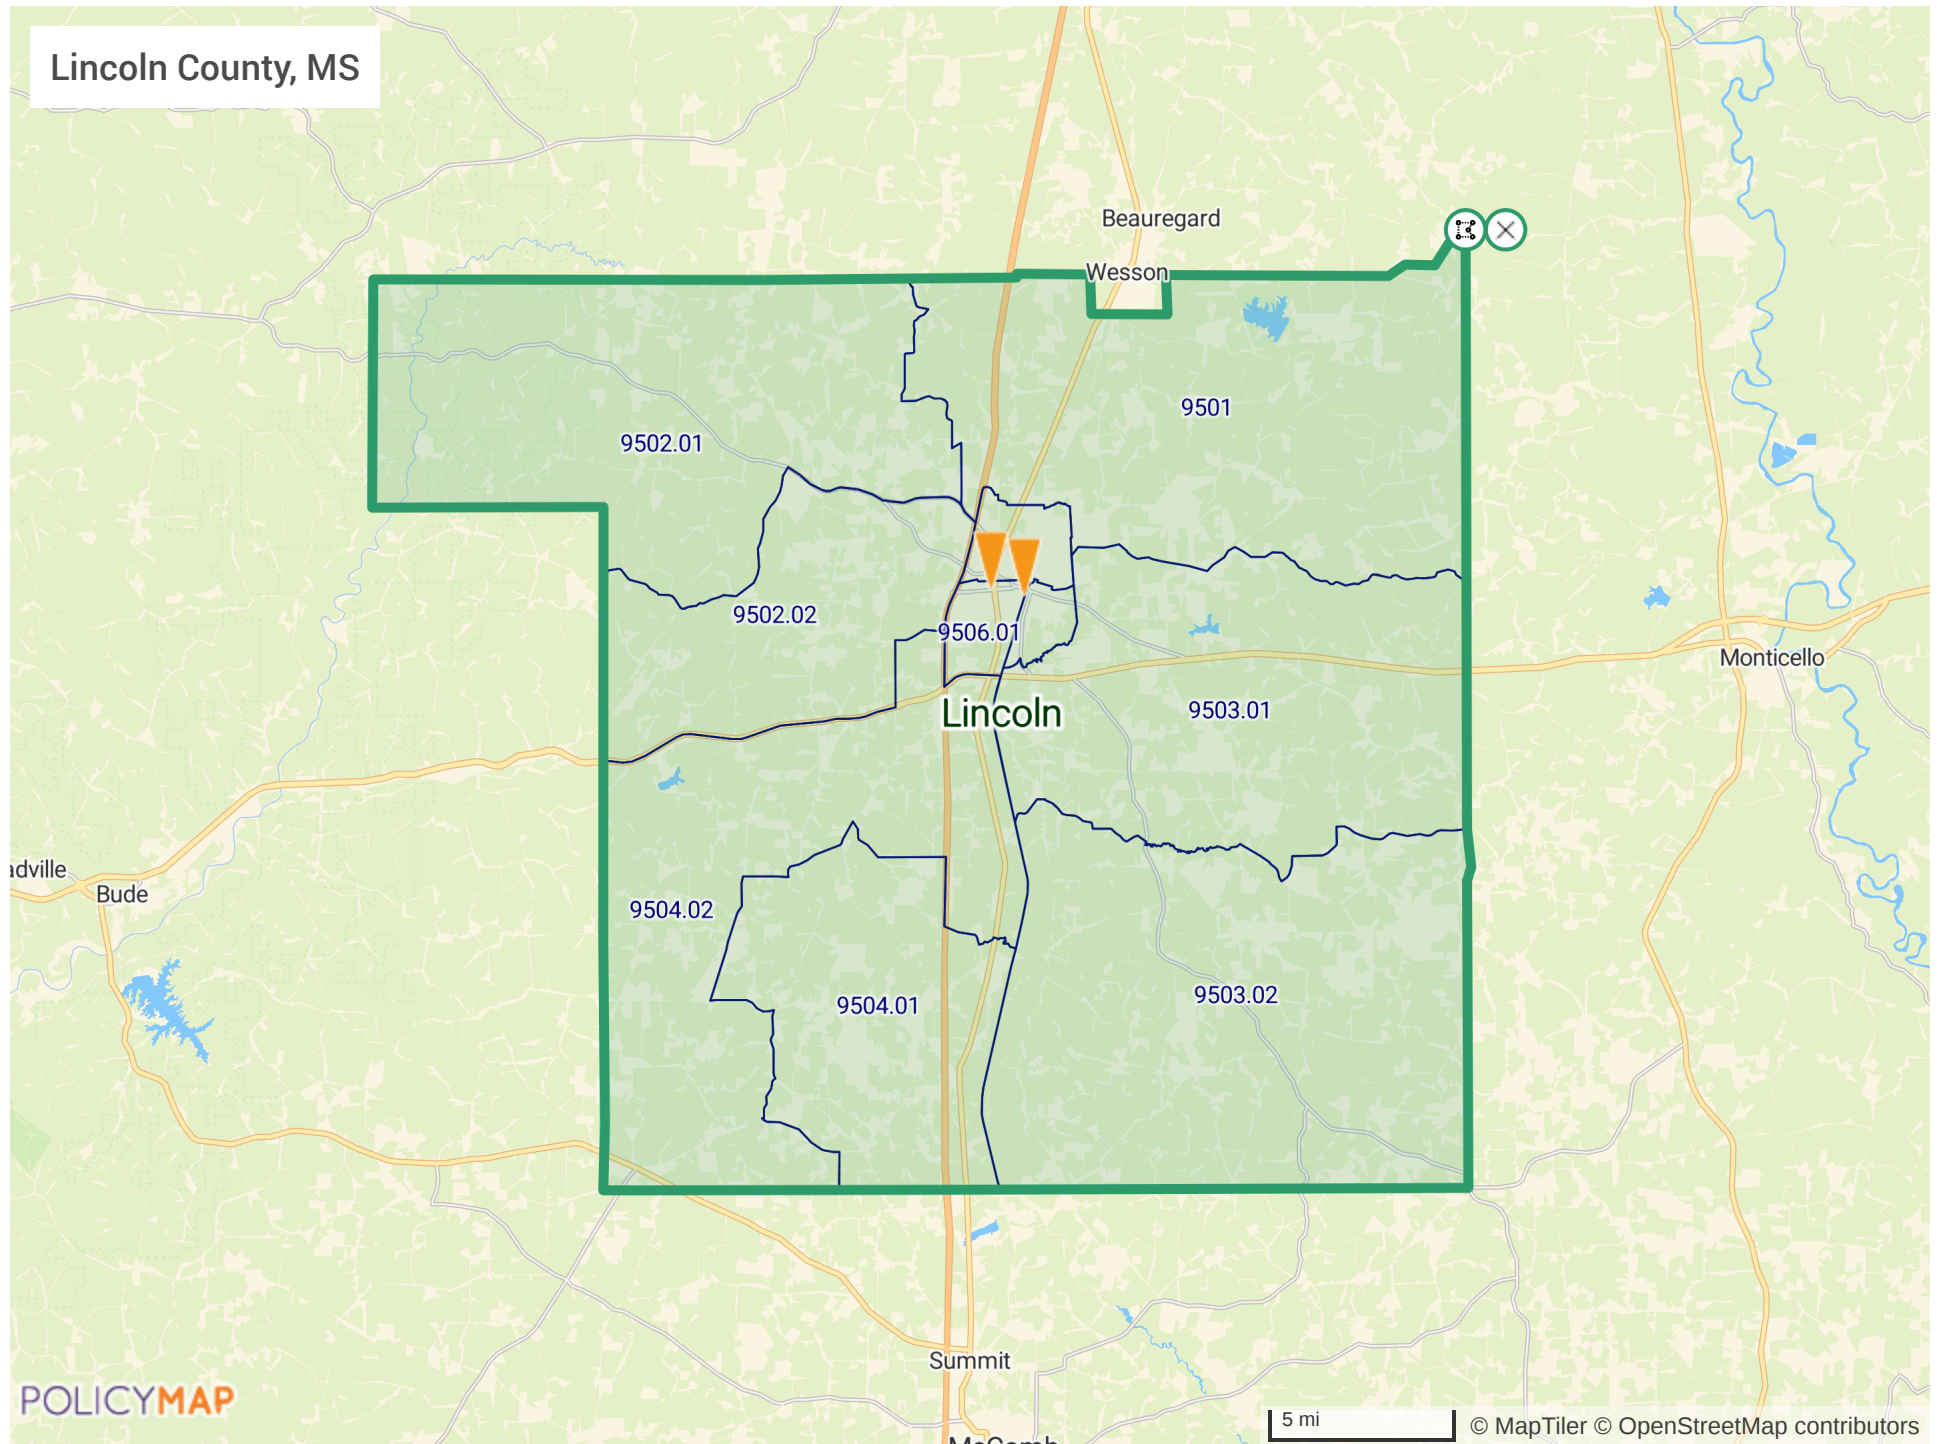 Lincoln County, MS
Beauregard
Wesson
9501
9502.01
9502.02
9506.01
Monticello
Lincoln
9503.01
adville
Bude
9504.02
9504.01
9503.02
Summit
McComb
POLICYMAP
5 mi
© MapTiler © OpenStreetMap contributors